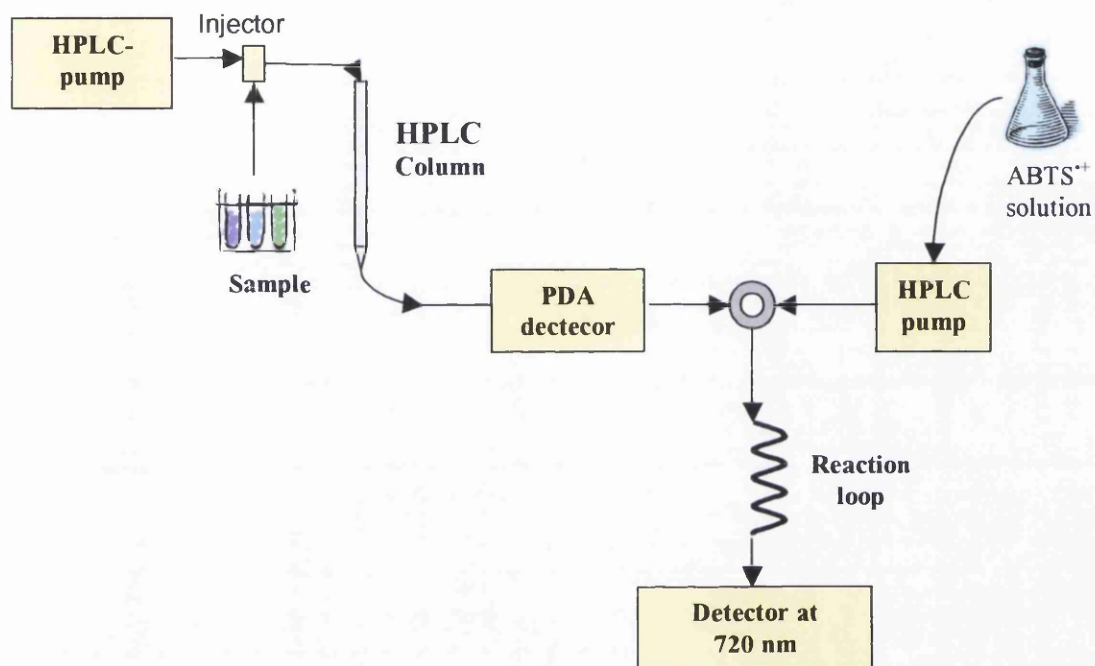 Injector
HPLC-
pump
HPLC
Column
ABTS•+
solution
Sample
PDA
dectecor
HPLC
pump
Reaction
loop
Detector at
720 nm